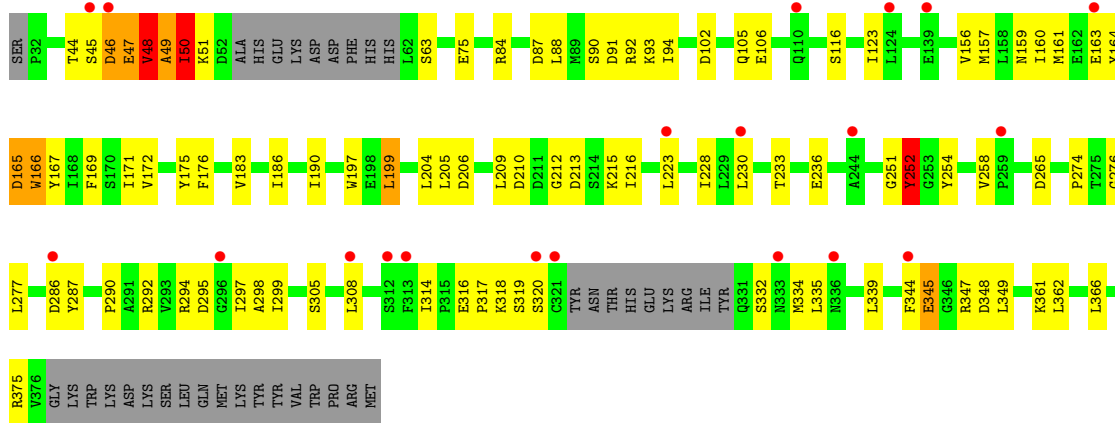 SER P32 T44 S45 D46 E47 V48 A49 I50 K51 D52 ALA HIS GLU LYS ASP ASP PHE HIS HIS L62 S63 E75 R84 D87 L88 M89 S90 D91 R92 K93 I94 D102 Q105 E106 Q110 S116 I123 L124 E139 V156 M157 L158 N159 I160 M161 E162 E163 Y164
D165 W166 Y167 I168 F169 S170 I171 V172 Y175 F176 V183 I186 I190 W197 E198 L199 L204 L205 D206 L209 D210 D211 G212 D213 S214 K215 I216 L223 I228 L229 L230 T233 E236 A244 G251 Y252 G253 Y254 V258 P259 D265 P274 T275 G276
L277 D286 Y287 P290 A291 R292 V293 R294 D295 G296 I297 A298 I299 S305 L308 S312 F313 I314 P315 E316 P317 K318 S319 S320 C321 TYR ASN THR HIS GLU LYS ARG ILE TYR Q331 S332 N333 M334 L335 N336 L339 F344 E345 G346 R347 D348 L349 K361 L362 L366
R375 V376 GLY LYS TRP LYS ASP LYS SER LEU GLN MET LYS TYR TYR VAL TRP PRO ARG MET